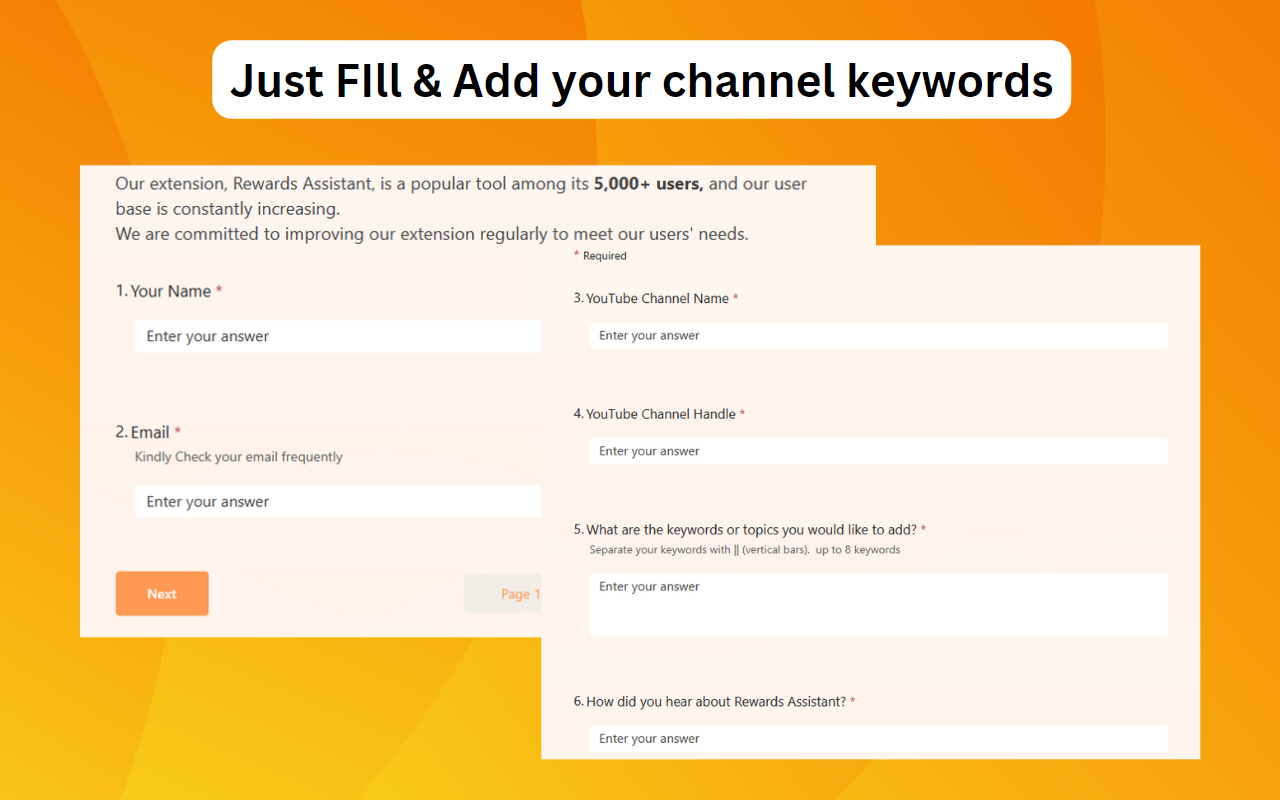 Just FIll & Add your channel keywords
Our extension, Rewards Assistant, is a popular tool among its 5,000+ users, and our user
base is constantly increasing.
We are committed to improving our extension regularly to meet our users' needs.
1. Your Name *
Enter your answer
2. Email *
Kindly Check your email frequently
Enter your answer
Next
Page 1
* Required
3. YouTube Channel Name *
Enter your answer
4. YouTube Channel Handle *
Enter your answer
5. What are the keywords or topics you would like to add? *
Separate your keywords with || (vertical bars). up to 8 keywords
Enter your answer
6. How did you hear about Rewards Assistant? *
Enter your answer